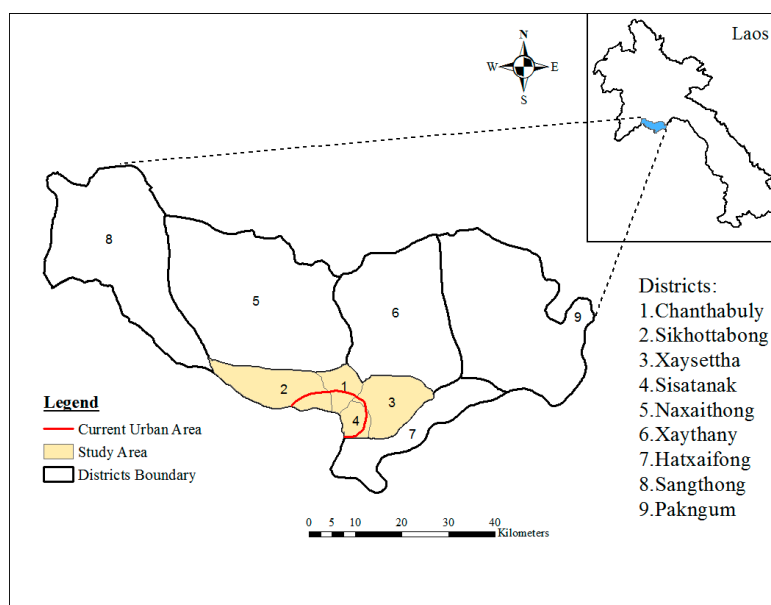 Laos
N
W E
S
8
5
6
9
2
1
3
4
7
Districts:
1.Chanthabuly
2.Sikhottabong
3.Xaysettha
4.Sisatanak
5.Naxaithong
6.Xaythany
7.Hatxaifong
8.Sangthong
9.Pakngum
Legend
Current Urban Area
Study Area
Districts Boundary
0 5 10 20 30 40
Kilometers